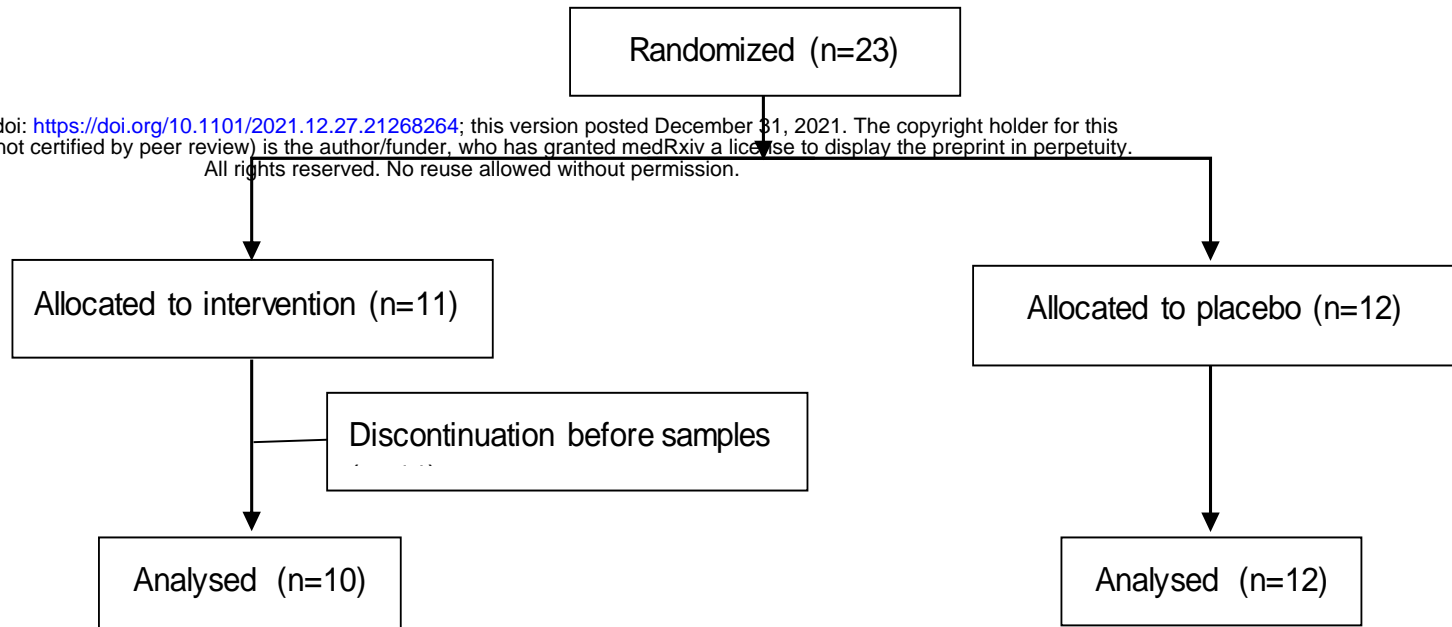 Randomized (n=23)
doi: https://doi.org/10.1101/2021.12.27.21268264; this version posted December 31, 2021. The copyright holder for this
not certified by peer review) is the author/funder, who has granted medRxiv a license to display the preprint in perpetuity.
All rights reserved. No reuse allowed without permission.
Allocated to intervention (n=11)
Allocated to placebo (n=12)
Discontinuation before samples
Analysed (n=10)
Analysed (n=12)